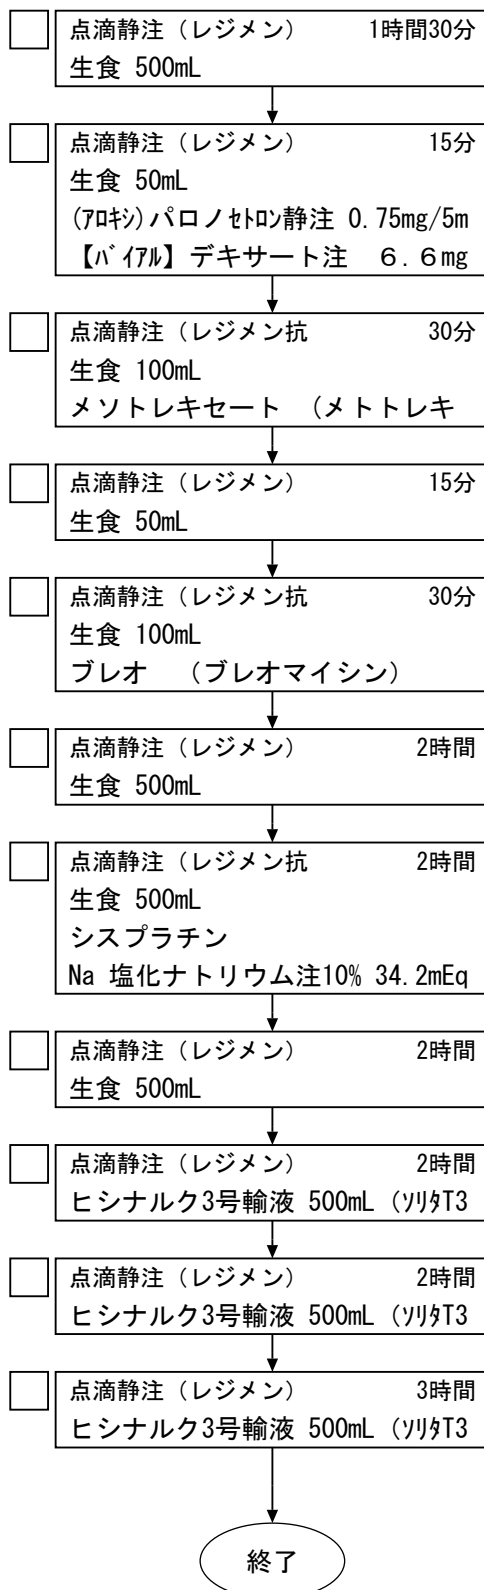 点滴静注（レジメン） 1時間30分
生食 500mL
点滴静注（レジメン） 15分
生食 50mL
(ｱﾛｷｼ)パロノｾﾄﾛﾝ静注 0.75mg/5m
【ﾊﾞｲｱﾙ】デキサート注　６.６mg
点滴静注（レジメン抗 30分
生食 100mL
メソトレキセート　（メトトレキ
点滴静注（レジメン） 15分
生食 50mL
点滴静注（レジメン抗 30分
生食 100mL
ブレオ　（ブレオマイシン）
点滴静注（レジメン） 2時間
生食 500mL
点滴静注（レジメン抗 2時間
生食 500mL
シスプラチン
Na 塩化ナトリウム注10% 34.2mEq
点滴静注（レジメン） 2時間
生食 500mL
点滴静注（レジメン） 2時間
ヒシナルク3号輸液 500mL（ｿﾘﾀT3
点滴静注（レジメン） 2時間
ヒシナルク3号輸液 500mL（ｿﾘﾀT3
点滴静注（レジメン） 3時間
ヒシナルク3号輸液 500mL（ｿﾘﾀT3
終了